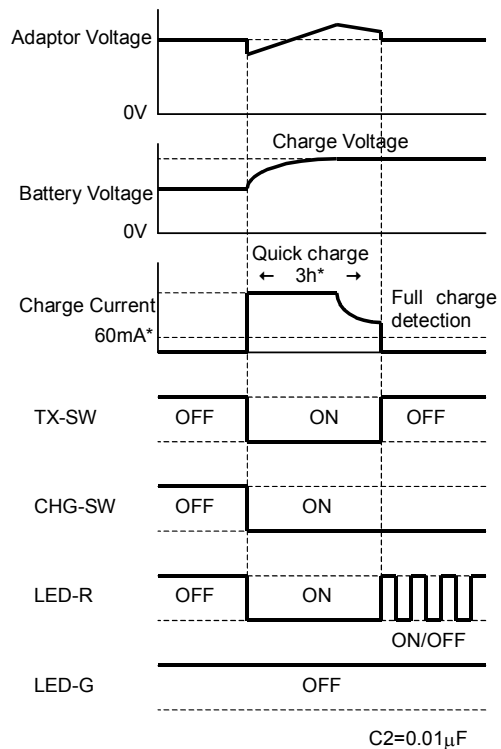 Adaptor Voltage
0V
Charge Voltage
Battery Voltage
0V
Quick charge
← 3h* →
Charge Current
Full charge
detection
60mA*
TX-SW OFF ON OFF
CHG-SW OFF ON
LED-R OFF ON
ON/OFF
LED-G OFF
C2=0.01μF